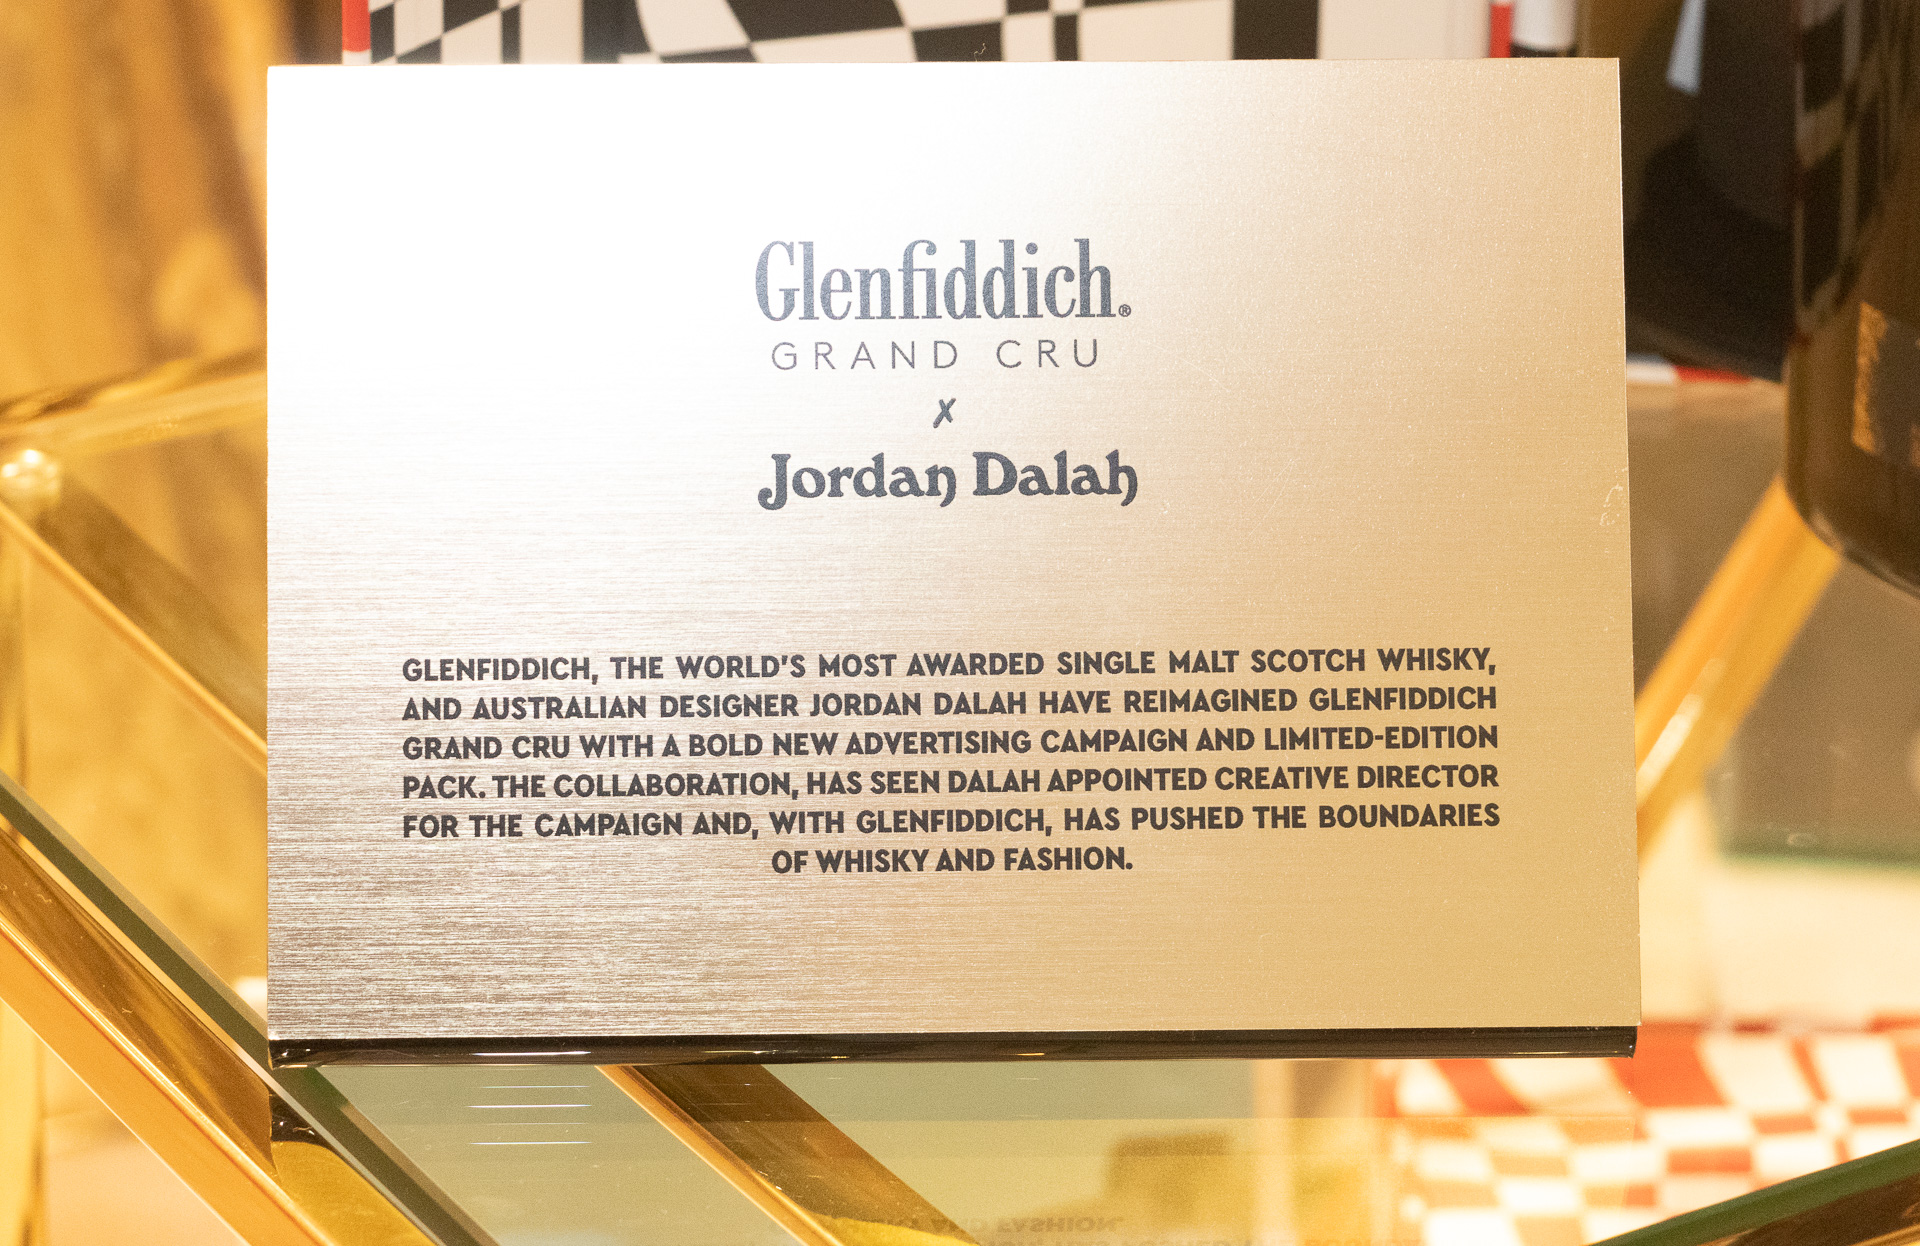 Glenfiddich®
GRAND CRU
x
Jordan Dalah
GLENFIDDICH, THE WORLD'S MOST AWARDED SINGLE MALT SCOTCH WHISKY,
AND AUSTRALIAN DESIGNER JORDAN DALAH HAVE REIMAGINED GLENFIDDICH
GRAND CRU WITH A BOLD NEW ADVERTISING CAMPAIGN AND LIMITED-EDITION
PACK. THE COLLABORATION, HAS SEEN DALAH APPOINTED CREATIVE DIRECTOR
FOR THE CAMPAIGN AND, WITH GLENFIDDICH, HAS PUSHED THE BOUNDARIES
OF WHISKY AND FASHION.